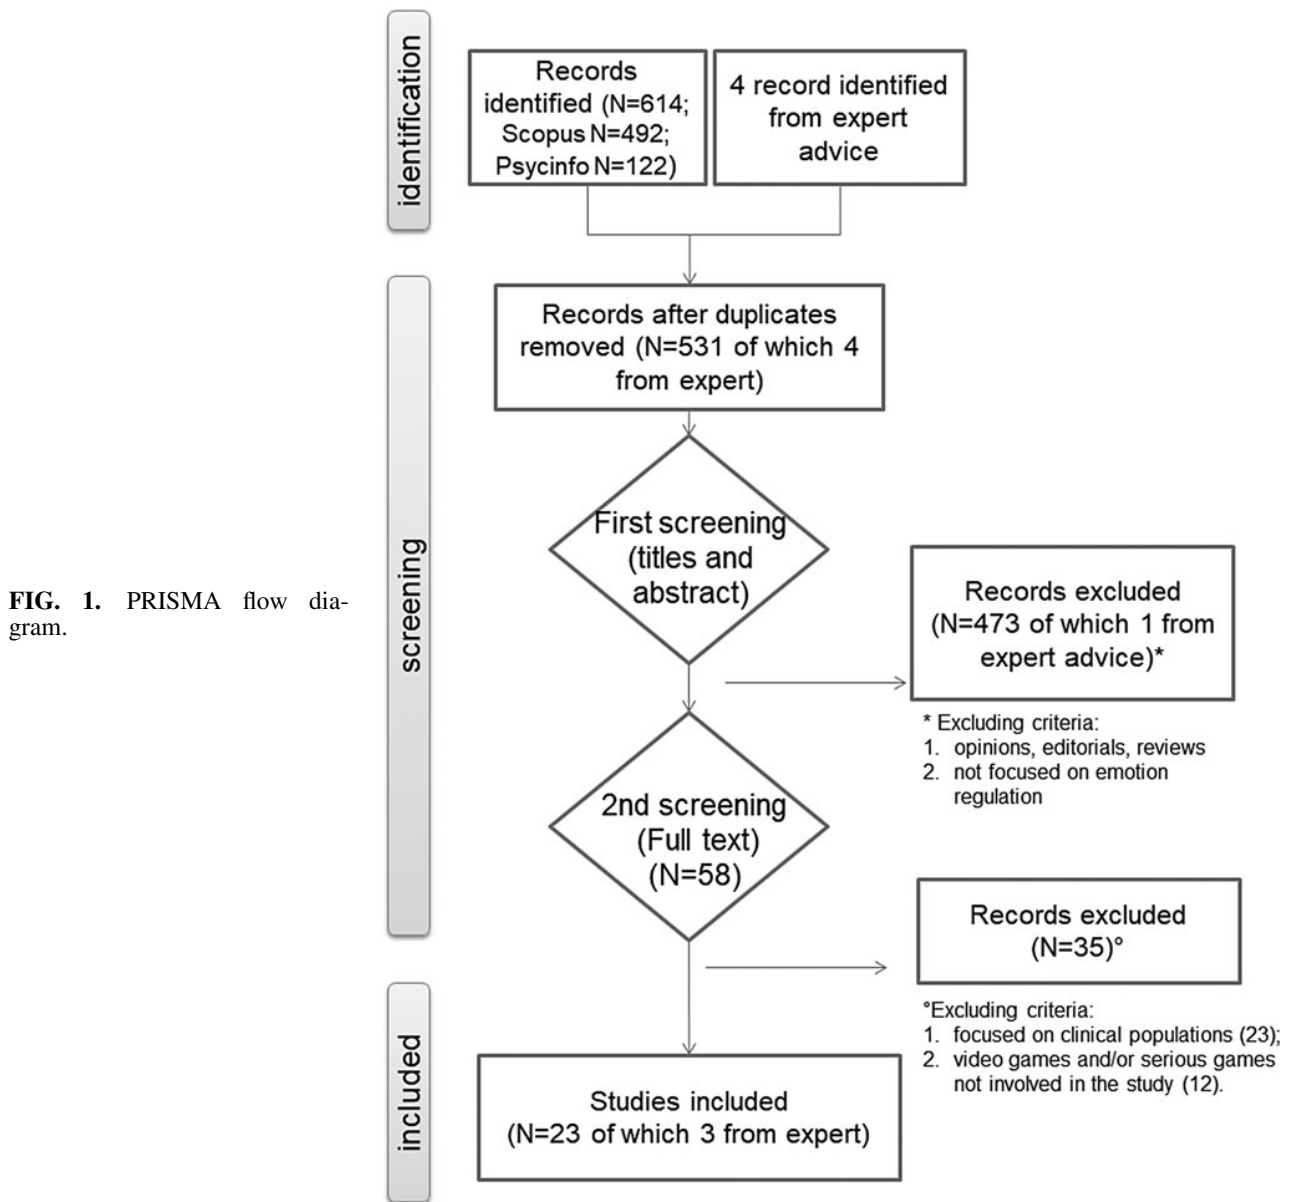 identification
Records
identified (N=614;
Scopus N=492;
Psycinfo N=122)
4 record identified
from expert
advice
screening
Records after duplicates
removed (N=531 of which 4
from expert)
First screening
(titles and
abstract)
Records excluded
(N=473 of which 1 from
expert advice)*
* Excluding criteria:
1. opinions, editorials, reviews
2. not focused on emotion
regulation
FIG. 1. PRISMA flow dia-
gram.
2nd screening
(Full text)
(N=58)
Records excluded
(N=35)°
°Excluding criteria:
1. focused on clinical populations (23);
2. video games and/or serious games
not involved in the study (12).
included
Studies included
(N=23 of which 3 from expert)